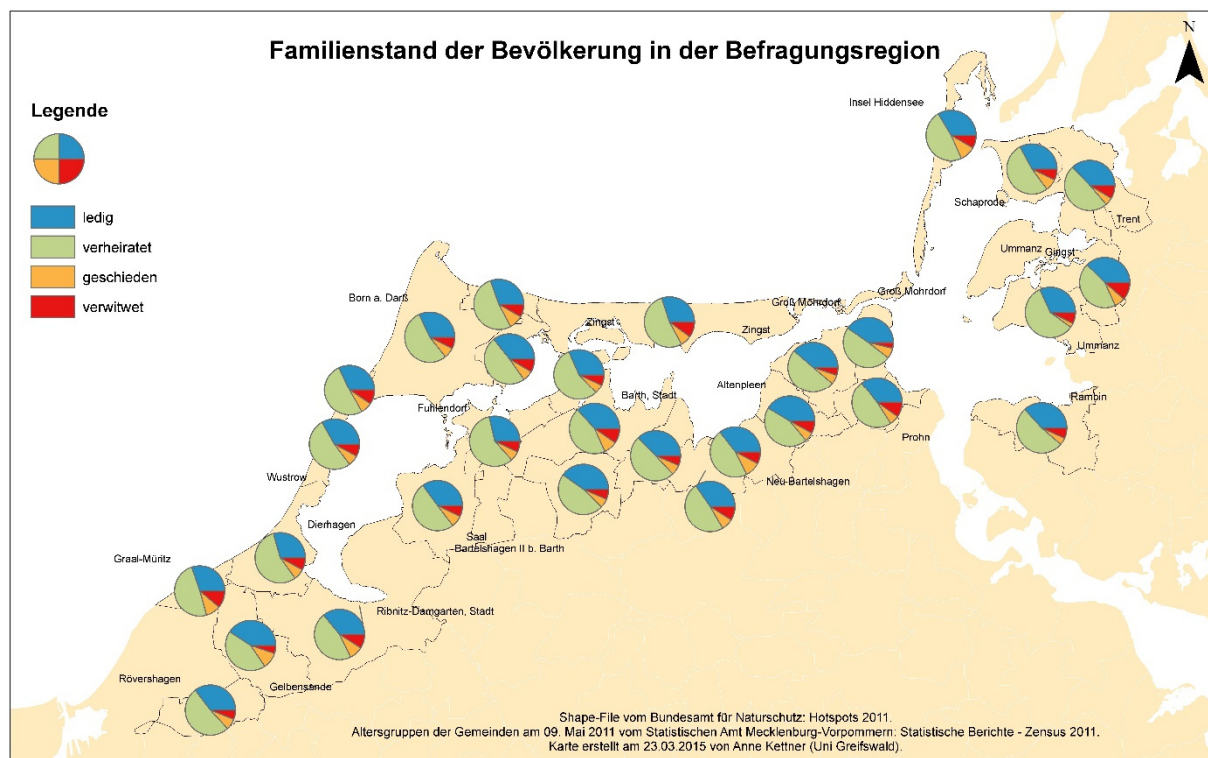 Familienstand der Bevölkerung in der Befragungsregion
N
Legende
ledig
verheiratet
geschieden
verwitwet
Insel Hiddensee
Schaprode
Trent
Ummanz
Gingst
Groß Mohrdorf
Born a. Darß
Groß Mohrdorf
Zingst
Zingst
Ummanz
Altenpleen
Barth, Stadt
Rambin
Fuhlendorf
Prohn
Wustrow
Neu Bartelshagen
Dierhagen
Saal
Bartelshagen II b. Barth
Graal-Müritz
Ribnitz-Damgarten, Stadt
Rövershagen
Gelbensande
Shape-File vom Bundesamt für Naturschutz: Hotspots 2011.
Altersgruppen der Gemeinden am 09. Mai 2011 vom Statistischen Amt Mecklenburg-Vorpommern: Statistische Berichte - Zensus 2011.
Karte erstellt am 23.03.2015 von Anne Kettner (Uni Greifswald).